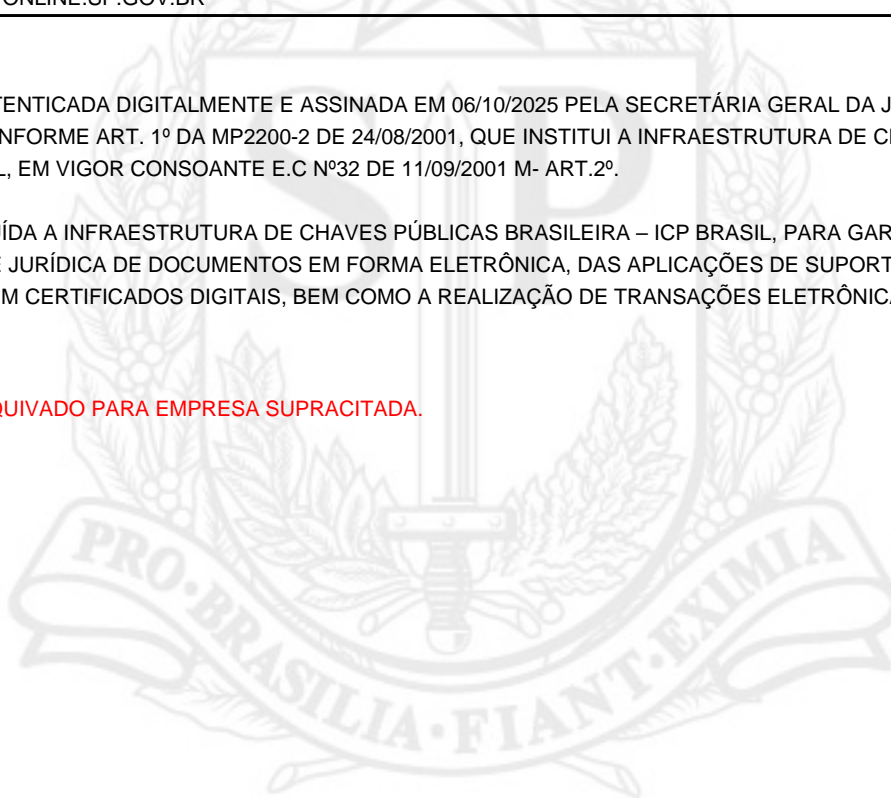 ONLINE.SP.GOV.BR
TENTICADA DIGITALMENTE E ASSINADA EM 06/10/2025 PELA SECRETÁRIA GERAL DA J
NFORME ART. 1º DA MP2200-2 DE 24/08/2001, QUE INSTITUI A INFRAESTRUTURA DE C
L, EM VIGOR CONSOANTE E.C Nº32 DE 11/09/2001 M- ART.2º.
ÍDA A INFRAESTRUTURA DE CHAVES PÚBLICAS BRASILEIRA – ICP BRASIL, PARA GAR
E JURÍDICA DE DOCUMENTOS EM FORMA ELETRÔNICA, DAS APLICAÇÕES DE SUPORT
M CERTIFICADOS DIGITAIS, BEM COMO A REALIZAÇÃO DE TRANSAÇÕES ELETRÔNICA
QUIVADO PARA EMPRESA SUPRACITADA.
SP
PRO·BRASILIA·FIANT·EXIMIA